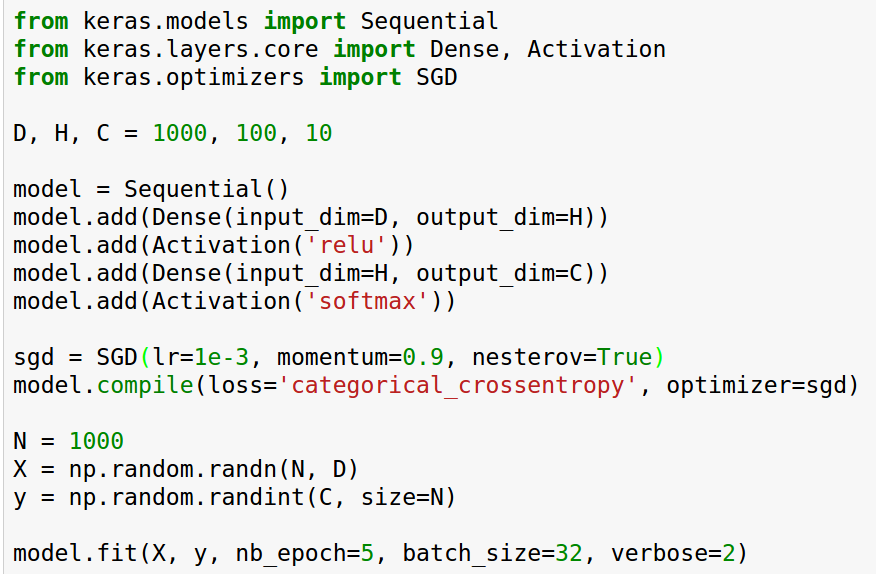 from keras.models import Sequential
from keras.layers.core import Dense, Activation
from keras.optimizers import SGD
D, H, C = 1000, 100, 10
model = Sequential()
model.add(Dense(input_dim=D, output_dim=H))
model.add(Activation('relu'))
model.add(Dense(input_dim=H, output_dim=C))
model.add(Activation('softmax'))
sgd = SGD(lr=1e-3, momentum=0.9, nesterov=True)
model.compile(loss='categorical_crossentropy', optimizer=sgd)
N = 1000
X = np.random.randn(N, D)
y = np.random.randint(C, size=N)
model.fit(X, y, nb_epoch=5, batch_size=32, verbose=2)